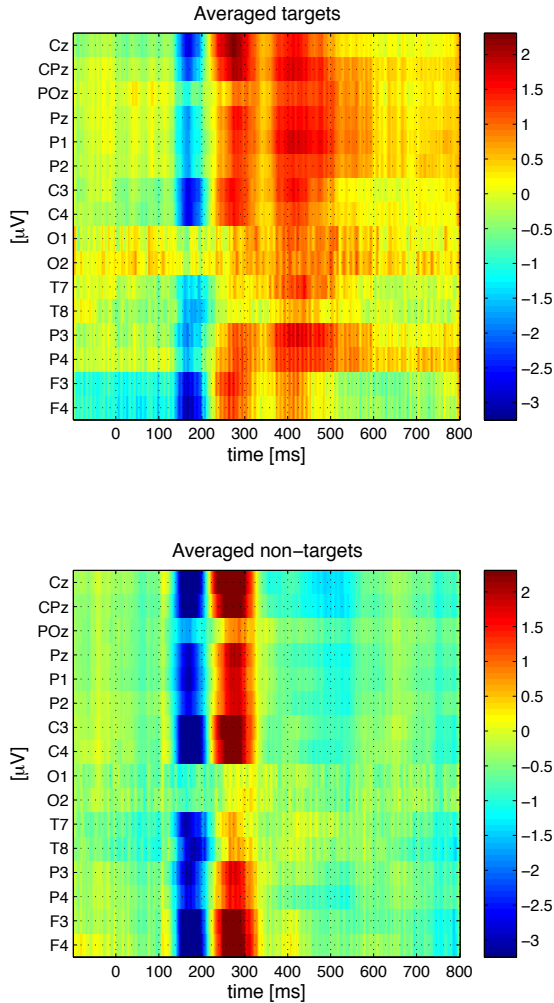 Averaged targets
Cz
CPz
POz
Pz
P1
P2
C3
C4
O1
O2
T7
T8
P3
P4
F3
F4
[µV]
0 100 200 300 400 500 600 700 800
time [ms]
2
1.5
1
0.5
0
−0.5
−1
−1.5
−2
−2.5
−3
Averaged non−targets
Cz
CPz
POz
Pz
P1
P2
C3
C4
O1
O2
T7
T8
P3
P4
F3
F4
[µV]
0 100 200 300 400 500 600 700 800
time [ms]
2
1.5
1
0.5
0
−0.5
−1
−1.5
−2
−2.5
−3